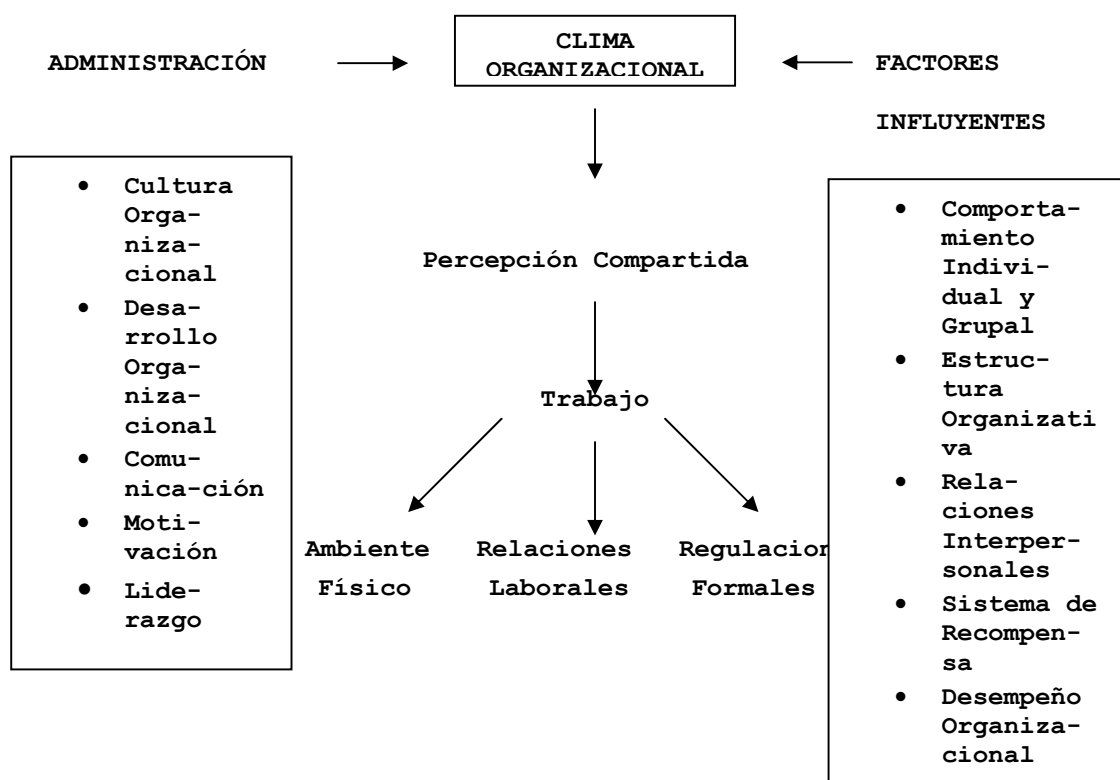 CLIMA
ORGANIZACIONAL
ADMINISTRACIÓN
FACTORES
INFLUYENTES
• Cultura
Orga-
niza-
cional
• Desa-
rrollo
Orga-
niza-
cional
• Comu-
nica-ción
• Moti-
vación
• Lide-
razgo
Percepción Compartida
Trabajo
Ambiente
Físico
Relaciones
Laborales
Regulacion
Formales
• Comporta-
miento
Indivi-
dual y
Grupal
• Estruc-
tura
Organizati
va
• Rela-
ciones
Interper-
sonales
• Sistema de
Recompen-
sa
• Desempeño
Organiza-
cional